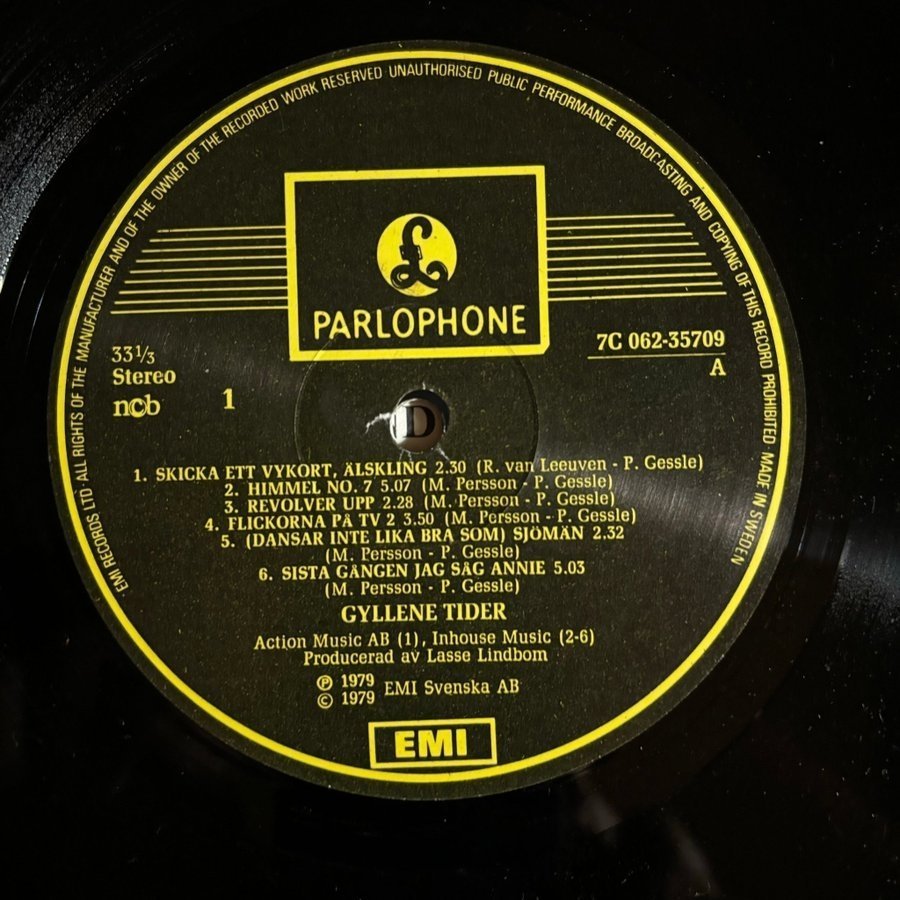 EMI RECORDS LTD·ALL RIGHTS OF THE MANUFACTURER AND OF THE OWNER OF THE RECORDED WORK RESERVED UNAUTHORISED PUBLIC PERFORMANCE BROADCASTING AND COPYING OF THIS RECORD PROHIBITED MADE IN SWEDEN
£
PARLOPHONE
7C 062-35709
A
33⅓
Stereo
ncb
1
D
1. SKICKA ETT VYKORT, ÄLSKLING 2.30 (R. van Leeuven - P. Gessle)
2. HIMMEL NO. 7 5.07 (M. Persson - P. Gessle)
3. REVOLVER UPP 2.28 (M. Persson - P. Gessle)
4. FLICKORNA PÅ TV 2 3.50 (M. Persson - P. Gessle)
5. (DANSAR INTE LIKA BRA SOM) SJÖMÄN 2.32
(M. Persson - P. Gessle)
6. SISTA GÅNGEN JAG SÅG ANNIE 5.03
(M. Persson - P. Gessle)
GYLLENE TIDER
Action Music AB (1), Inhouse Music (2-6)
Producerad av Lasse Lindbom
℗ 1979
© 1979
EMI Svenska AB
EMI